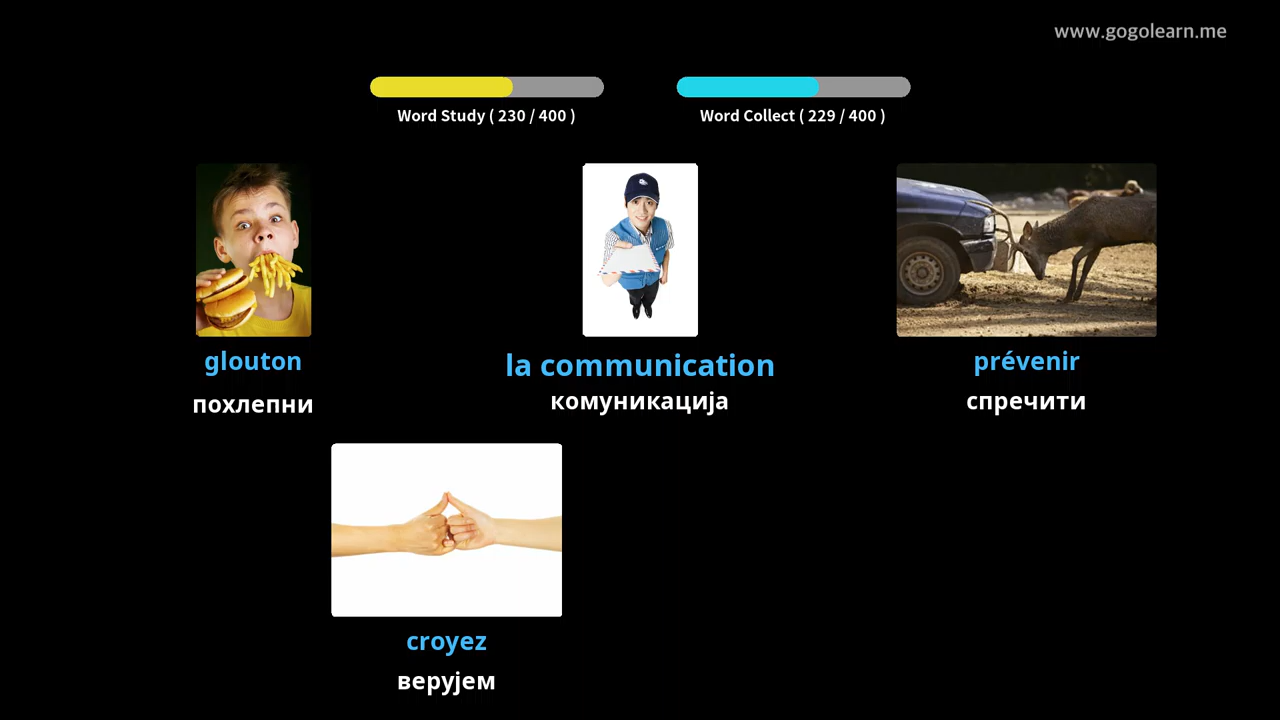 www.gogolearn.me
Word Study ( 230 / 400 )
Word Collect ( 229 / 400 )
glouton
похлепни
la communication
комуникација
prévenir
спречити
croyez
верујем